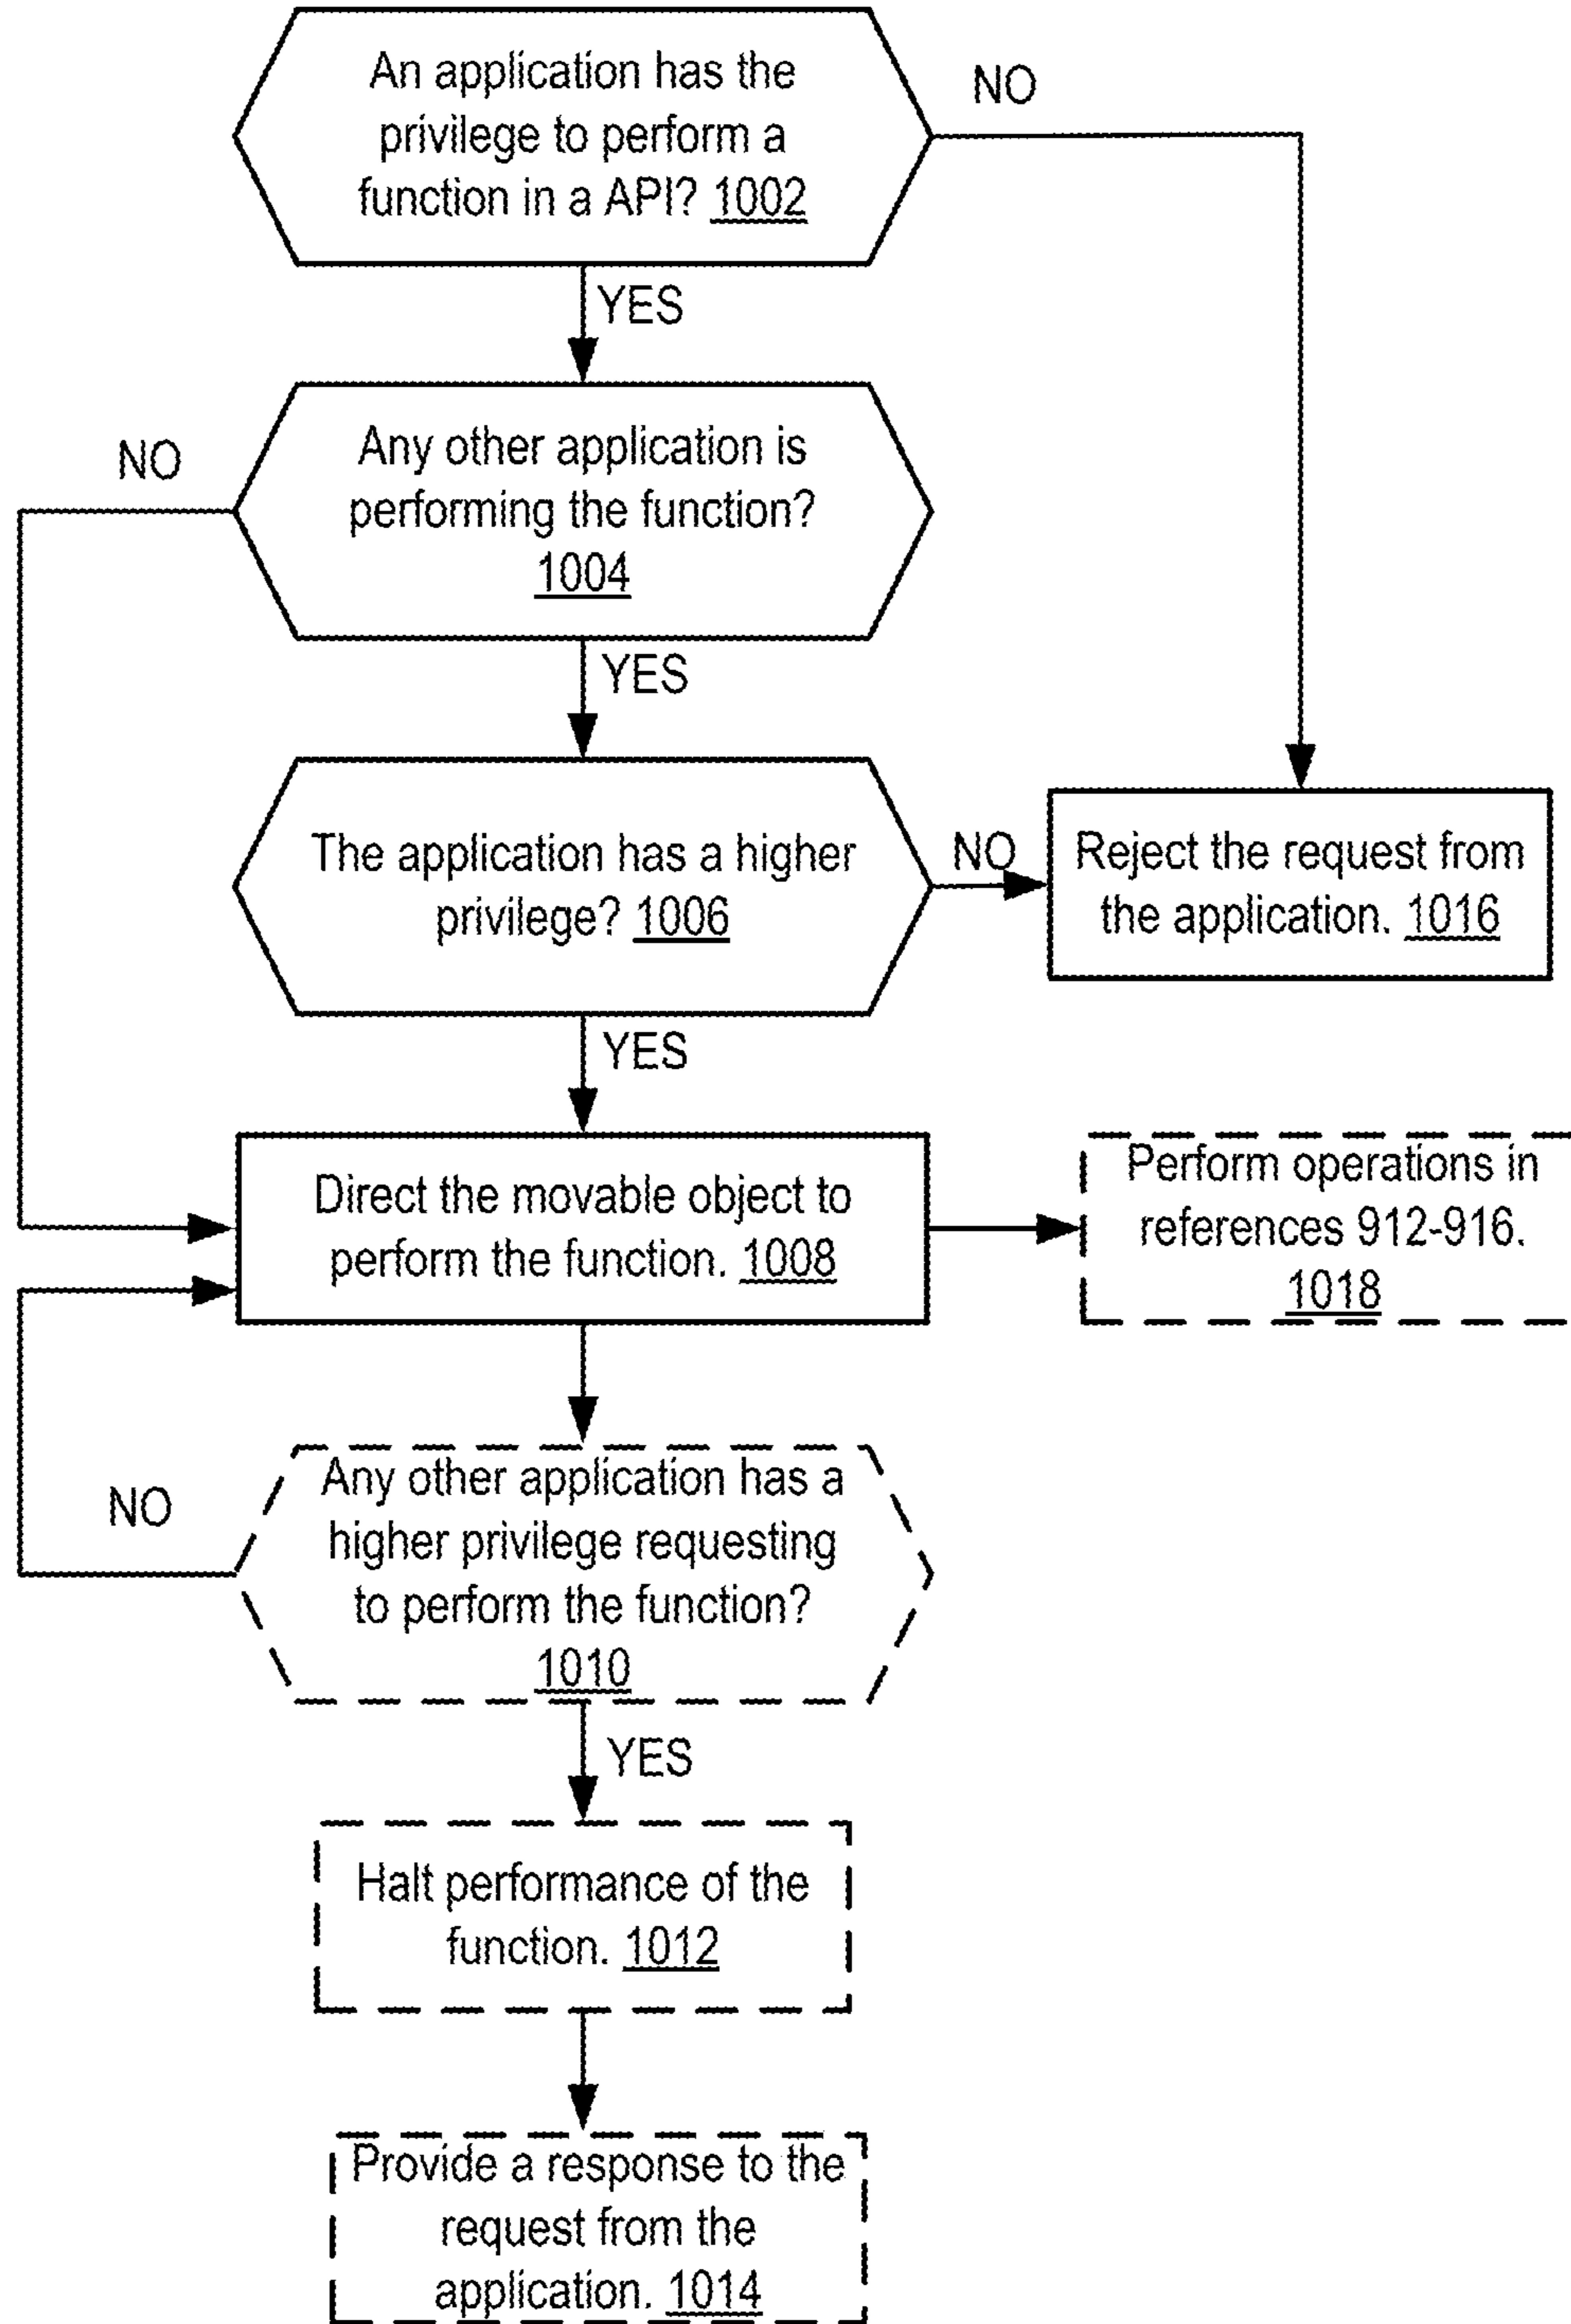 An application has the
privilege to perform a
function in a API? 1002
NO
YES
Any other application is
performing the function?
1004
NO
YES
The application has a higher
privilege? 1006
NO
Reject the request from
the application. 1016
YES
Direct the movable object to
perform the function. 1008
Perform operations in
references 912-916.
1018
Any other application has a
higher privilege requesting
to perform the function?
1010
NO
YES
Halt performance of the
function. 1012
Provide a response to the
request from the
application. 1014